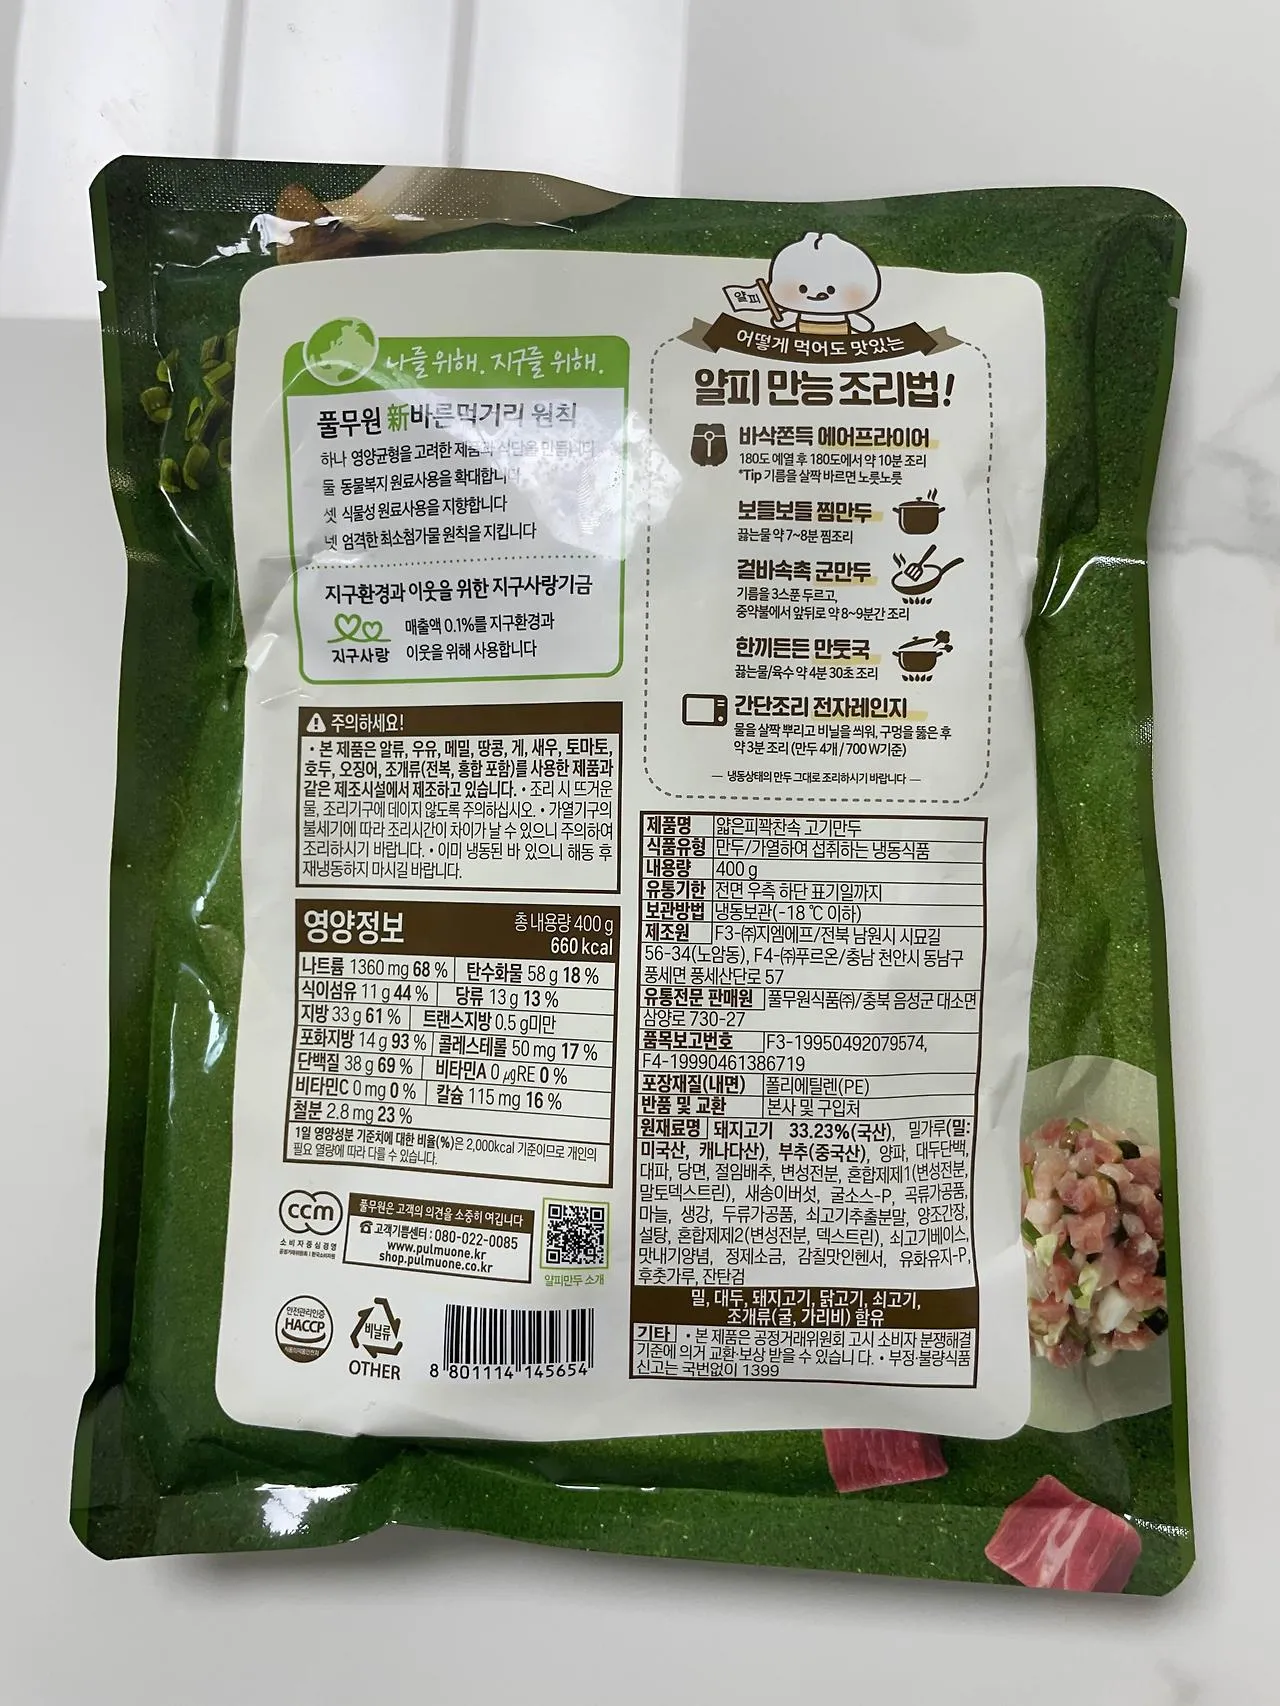 나를 위해. 지구를 위해.
풀무원 新바른먹거리 원칙
하나 영양균형을 고려한 제품과 식단을 만듭니다
둘 동물복지 원료사용을 확대합니다
셋 식물성 원료사용을 지향합니다
넷 엄격한 최소첨가물 원칙을 지킵니다
지구환경과 이웃을 위한 지구사랑기금
지구사랑
매출액 0.1%를 지구환경과
이웃을 위해 사용합니다
주의하세요!
• 본 제품은 알류, 우유, 메밀, 땅콩, 게, 새우, 토마토,
호두, 오징어, 조개류(전복, 홍합 포함)를 사용한 제품과
같은 제조시설에서 제조하고 있습니다. • 조리 시 뜨거운
물, 조리기구에 데이지 않도록 주의하십시오. • 가열기구의
불세기에 따라 조리시간이 차이가 날 수 있으니 주의하여
조리하시기 바랍니다. • 이미 냉동된 바 있으니 해동 후
재냉동하지 마시길 바랍니다.
영양정보
총 내용량 400 g
660 kcal
나트륨 1360 mg 68 % 탄수화물 58 g 18 %
식이섬유 11 g 44 % 당류 13 g 13 %
지방 33 g 61 % 트랜스지방 0.5 g미만
포화지방 14 g 93 % 콜레스테롤 50 mg 17 %
단백질 38 g 69 % 비타민A 0 μgRE 0 %
비타민C 0 mg 0 % 칼슘 115 mg 16 %
철분 2.8 mg 23 %
1일 영양성분 기준치에 대한 비율(%)은 2,000kcal 기준이므로 개인의
필요 열량에 따라 다를 수 있습니다.
ccm
소비자중심경영
공정거래위원회 | 한국소비자원
풀무원은 고객의 의견을 소중히 여깁니다
고객기쁨센터 : 080-022-0085
www.pulmuone.kr
shop.pulmuone.co.kr
얄피만두 소개
안전관리인증
HACCP
식품의약품안전처
비닐류
OTHER
8 801114 145654
얄피
어떻게 먹어도 맛있는
얄피 만능 조리법!
바삭쫀득 에어프라이어
180도 예열 후 180도에서 약 10분 조리
*Tip 기름을 살짝 바르면 노릇노릇
보들보들 찜만두
끓는물 약 7~8분 찜조리
겉바속촉 군만두
기름을 3스푼 두르고,
중약불에서 앞뒤로 약 8~9분간 조리
한끼든든 만둣국
끓는물/육수 약 4분 30초 조리
간단조리 전자레인지
물을 살짝 뿌리고 비닐을 씌워, 구멍을 뚫은 후
약 3분 조리 (만두 4개 / 700 W기준)
— 냉동상태의 만두 그대로 조리하시기 바랍니다 —
제품명 얇은피꽉찬속 고기만두
식품유형 만두/가열하여 섭취하는 냉동식품
내용량 400 g
유통기한 전면 우측 하단 표기일까지
보관방법 냉동보관(-18 ℃ 이하)
제조원 F3-㈜지엠에프/전북 남원시 시묘길
56-34(노암동), F4-㈜푸르온/충남 천안시 동남구
풍세면 풍세산단로 57
유통전문 판매원 풀무원식품㈜/충북 음성군 대소면
삼양로 730-27
품목보고번호 F3-19950492079574,
F4-19990461386719
포장재질(내면) 폴리에틸렌(PE)
반품 및 교환 본사 및 구입처
원재료명 돼지고기 33.23%(국산), 밀가루(밀:
미국산, 캐나다산), 부추(중국산), 양파, 대두단백,
대파, 당면, 절임배추, 변성전분, 혼합제제1(변성전분,
말토덱스트린), 새송이버섯, 굴소스-P, 곡류가공품,
마늘, 생강, 두류가공품, 쇠고기추출분말, 양조간장,
설탕, 혼합제제2(변성전분, 덱스트린), 쇠고기베이스,
맛내기양념, 정제소금, 감칠맛인헨서, 유화유지-P,
후춧가루, 잔탄검
밀, 대두, 돼지고기, 닭고기, 쇠고기,
조개류(굴, 가리비) 함유
기타 • 본 제품은 공정거래위원회 고시 소비자 분쟁해결
기준에 의거 교환·보상 받을 수 있습니다. • 부정·불량식품
신고는 국번없이 1399